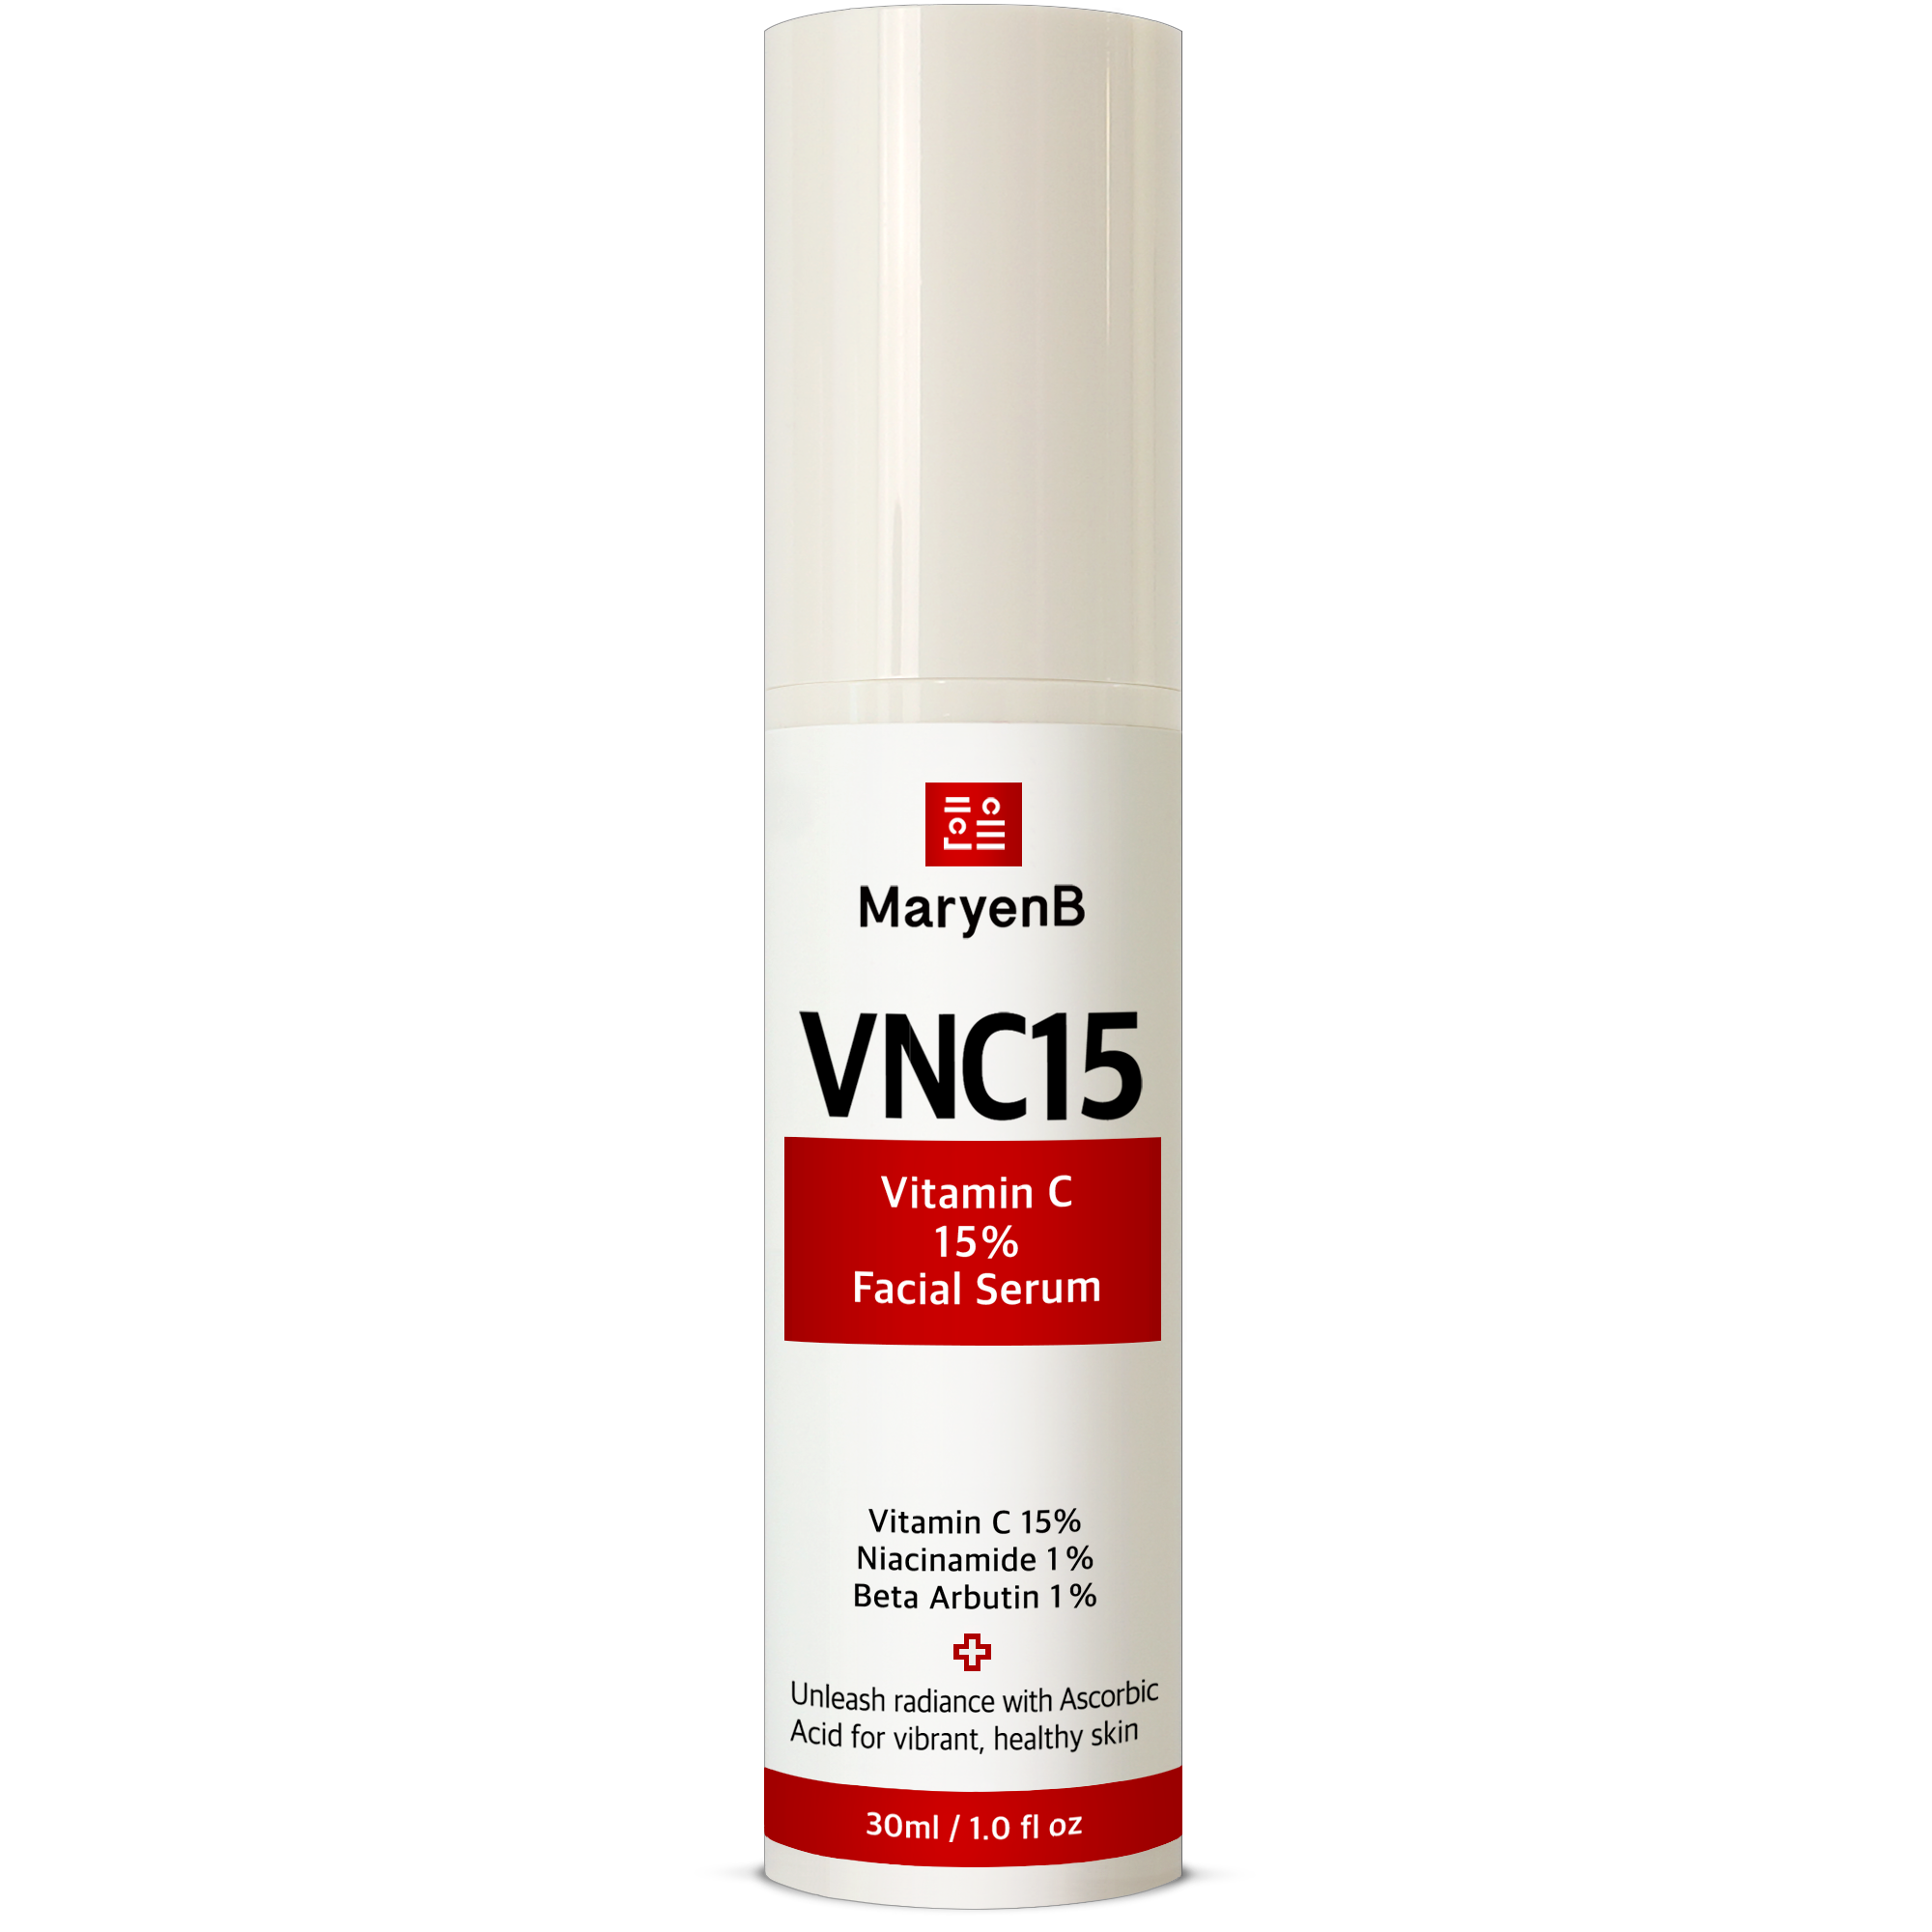 MaryenB
VNC15
Vitamin C
15%
Facial Serum
Vitamin C 15%
Niacinamide 1%
Beta Arbutin 1%
Unleash radiance with Ascorbic
Acid for vibrant, healthy skin
30ml / 1.0 fl oz